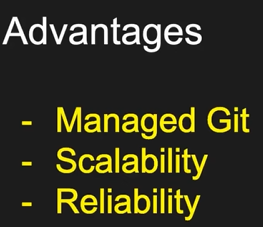 Advantages
- Managed Git
- Scalability
- Reliability